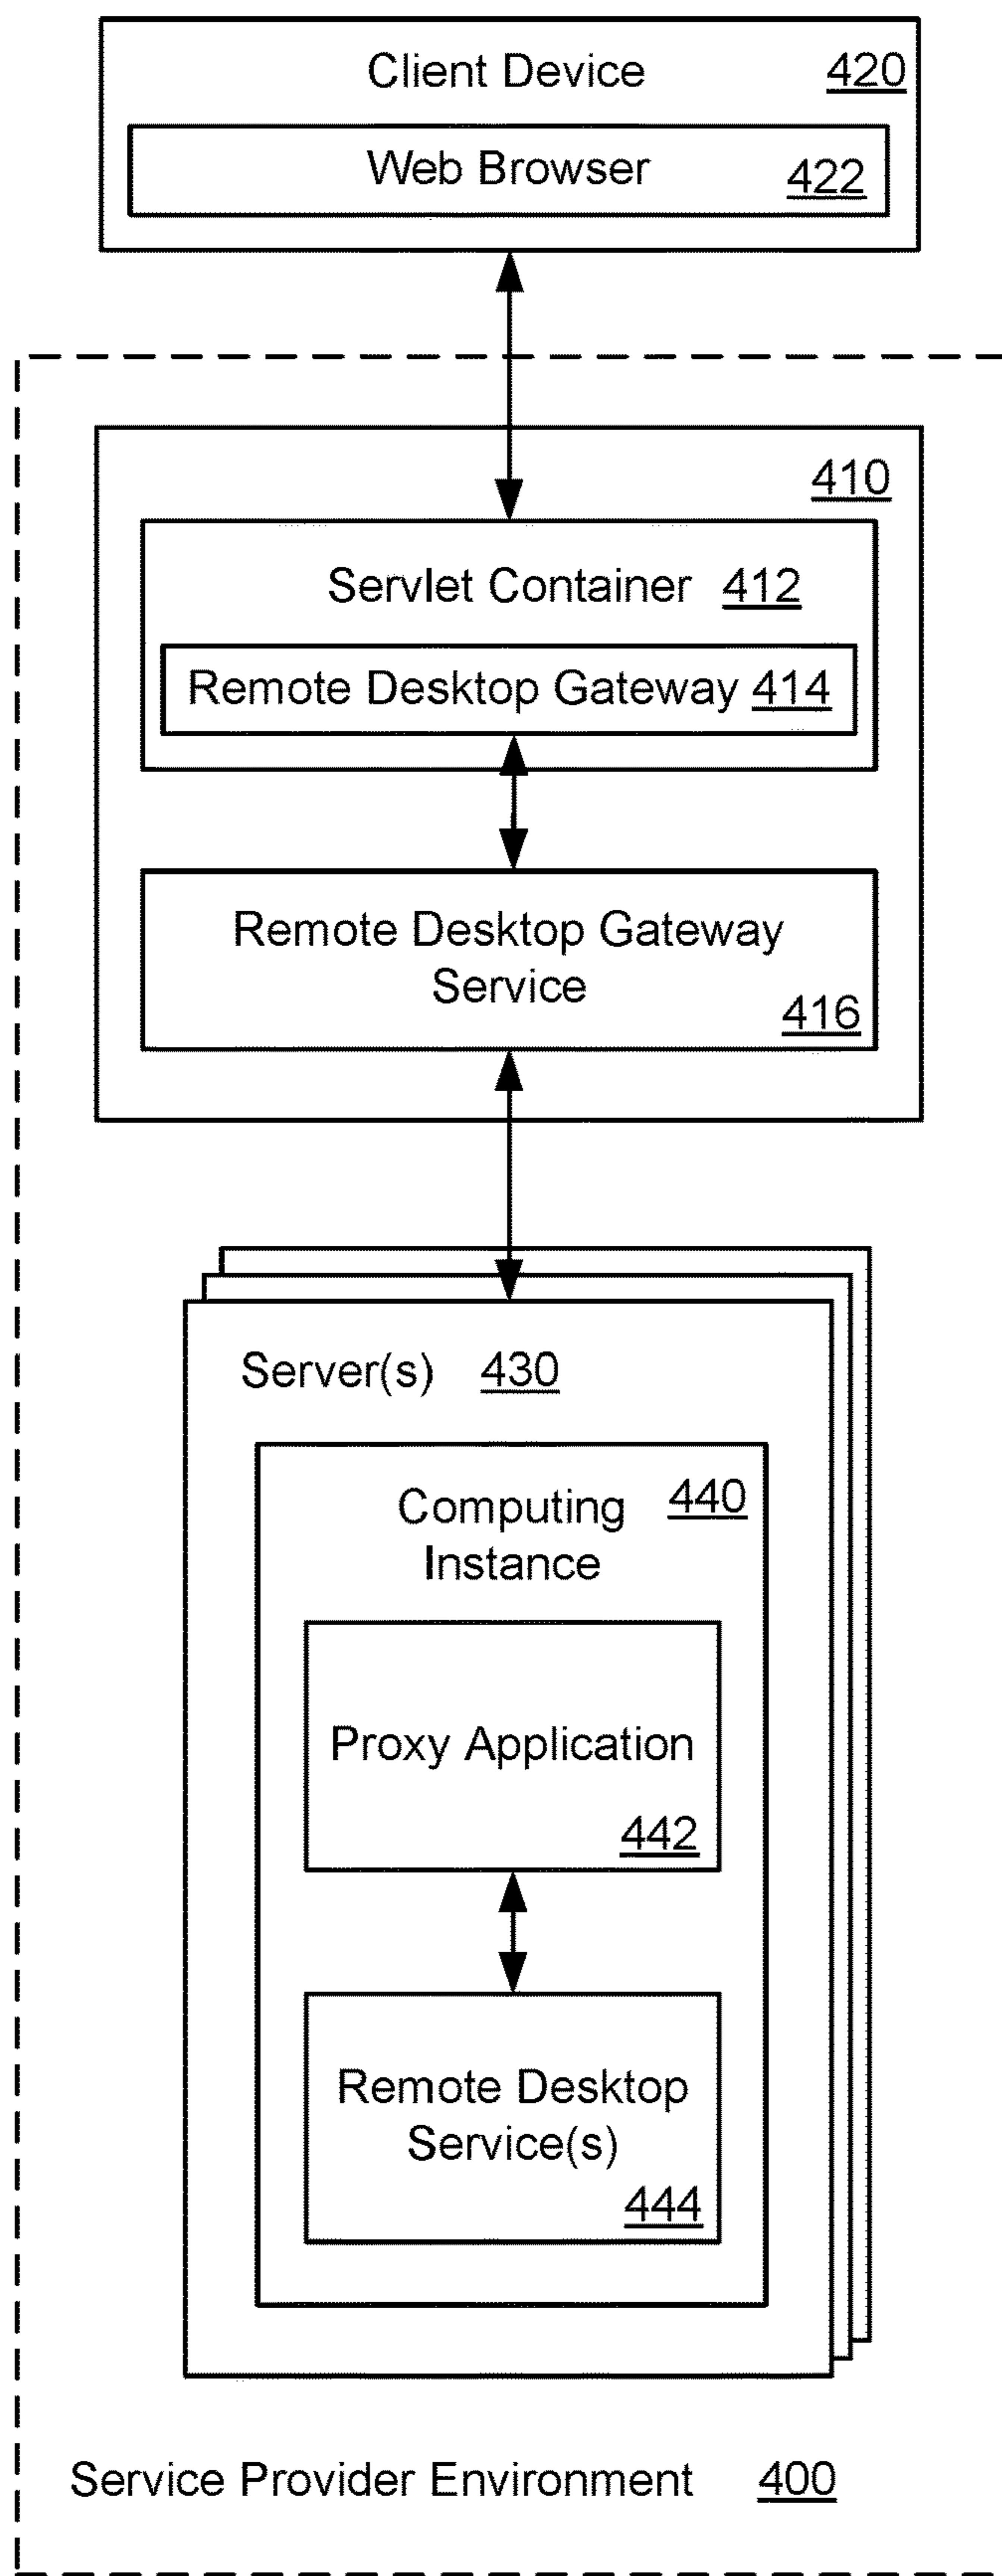 Client Device 420
Web Browser 422
410
Servlet Container 412
Remote Desktop Gateway 414
Remote Desktop Gateway
Service
416
Server(s) 430
Computing 440
Instance
Proxy Application
442
Remote Desktop
Service(s)
444
Service Provider Environment 400